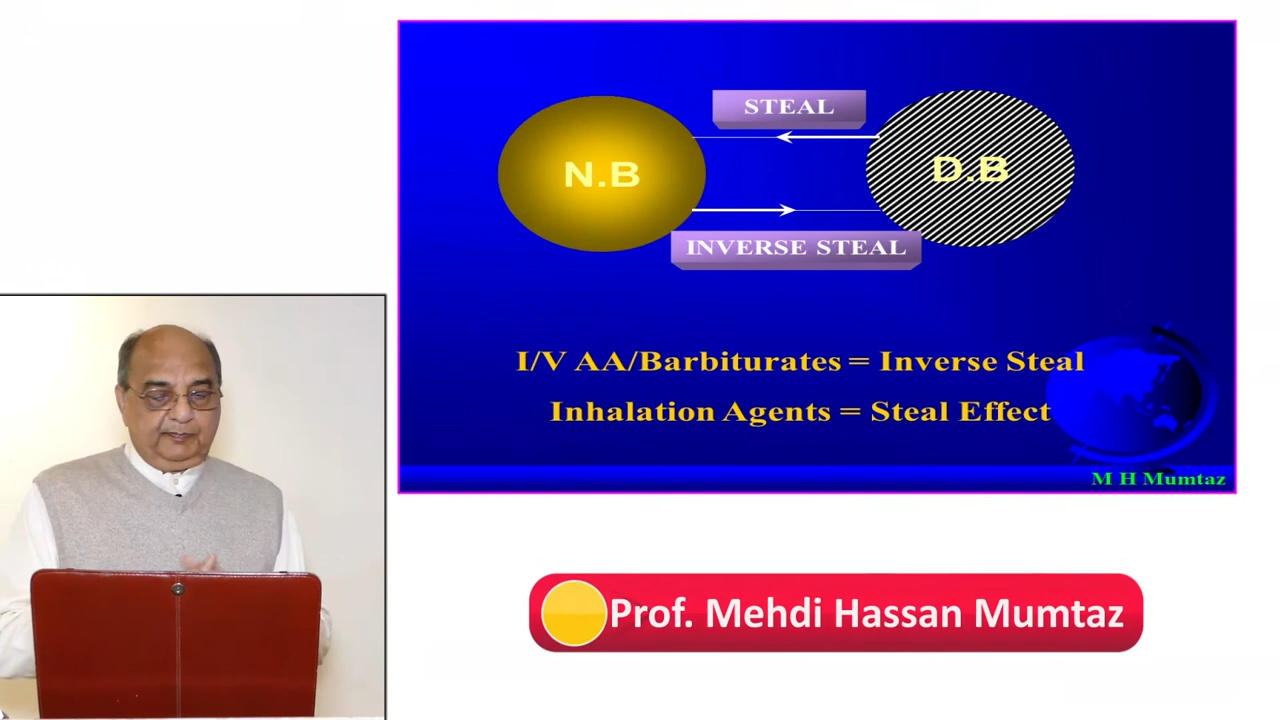 STEAL
N.B
D.B
INVERSE STEAL
I/V AA/Barbiturates = Inverse Steal
Inhalation Agents = Steal Effect
M H Mumtaz
Prof. Mehdi Hassan Mumtaz